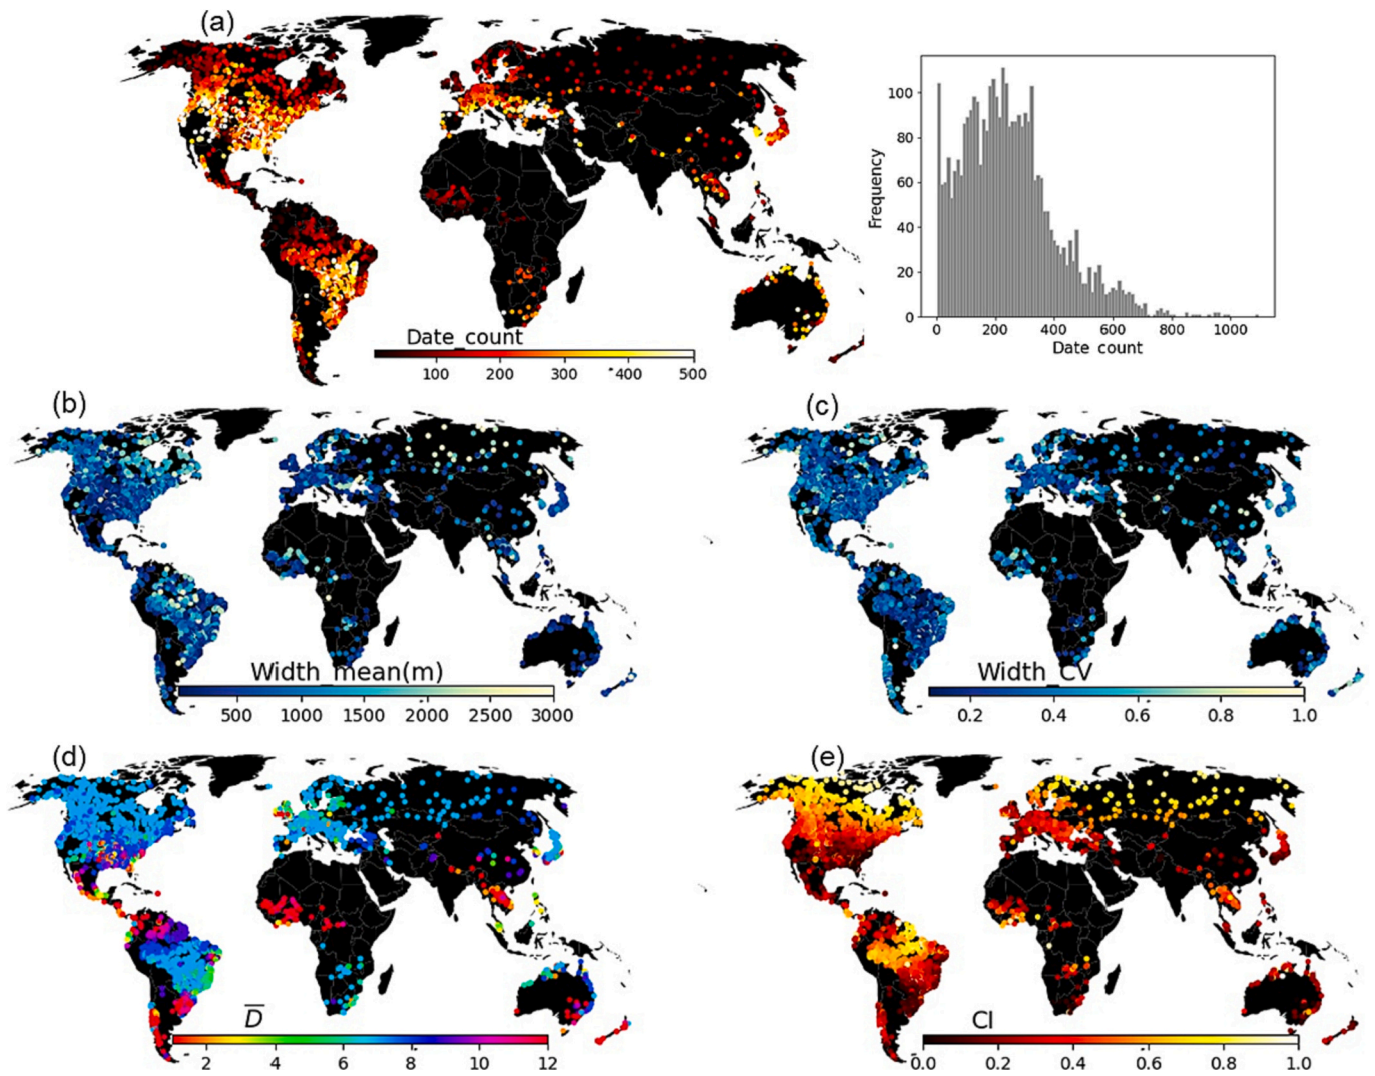 (a)
Date_count
100 200 300 400 500
Frequency
100
80
60
40
20
0
0 200 400 600 800 1000
Date count
(b)
Width_mean(m)
500 1000 1500 2000 2500 3000
(c)
Width_CV
0.2 0.4 0.6 0.8 1.0
(d)
D̅
2 4 6 8 10 12
(e)
CI
0.0 0.2 0.4 0.6 0.8 1.0